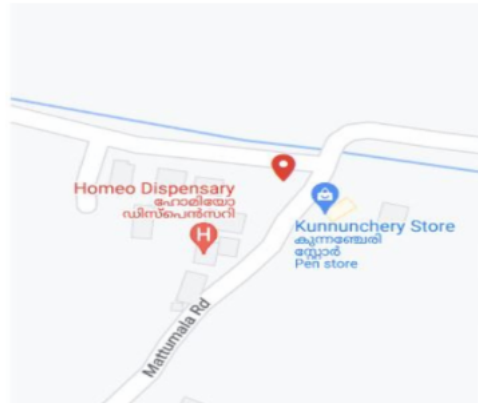 Homeo Dispensary
ഹോമിയോ
ഡിസ്പെൻസറി
H
Kunnunchery Store
കുന്നഞ്ചേരി
സ്റ്റോർ
Pen store
Mattumala Rd